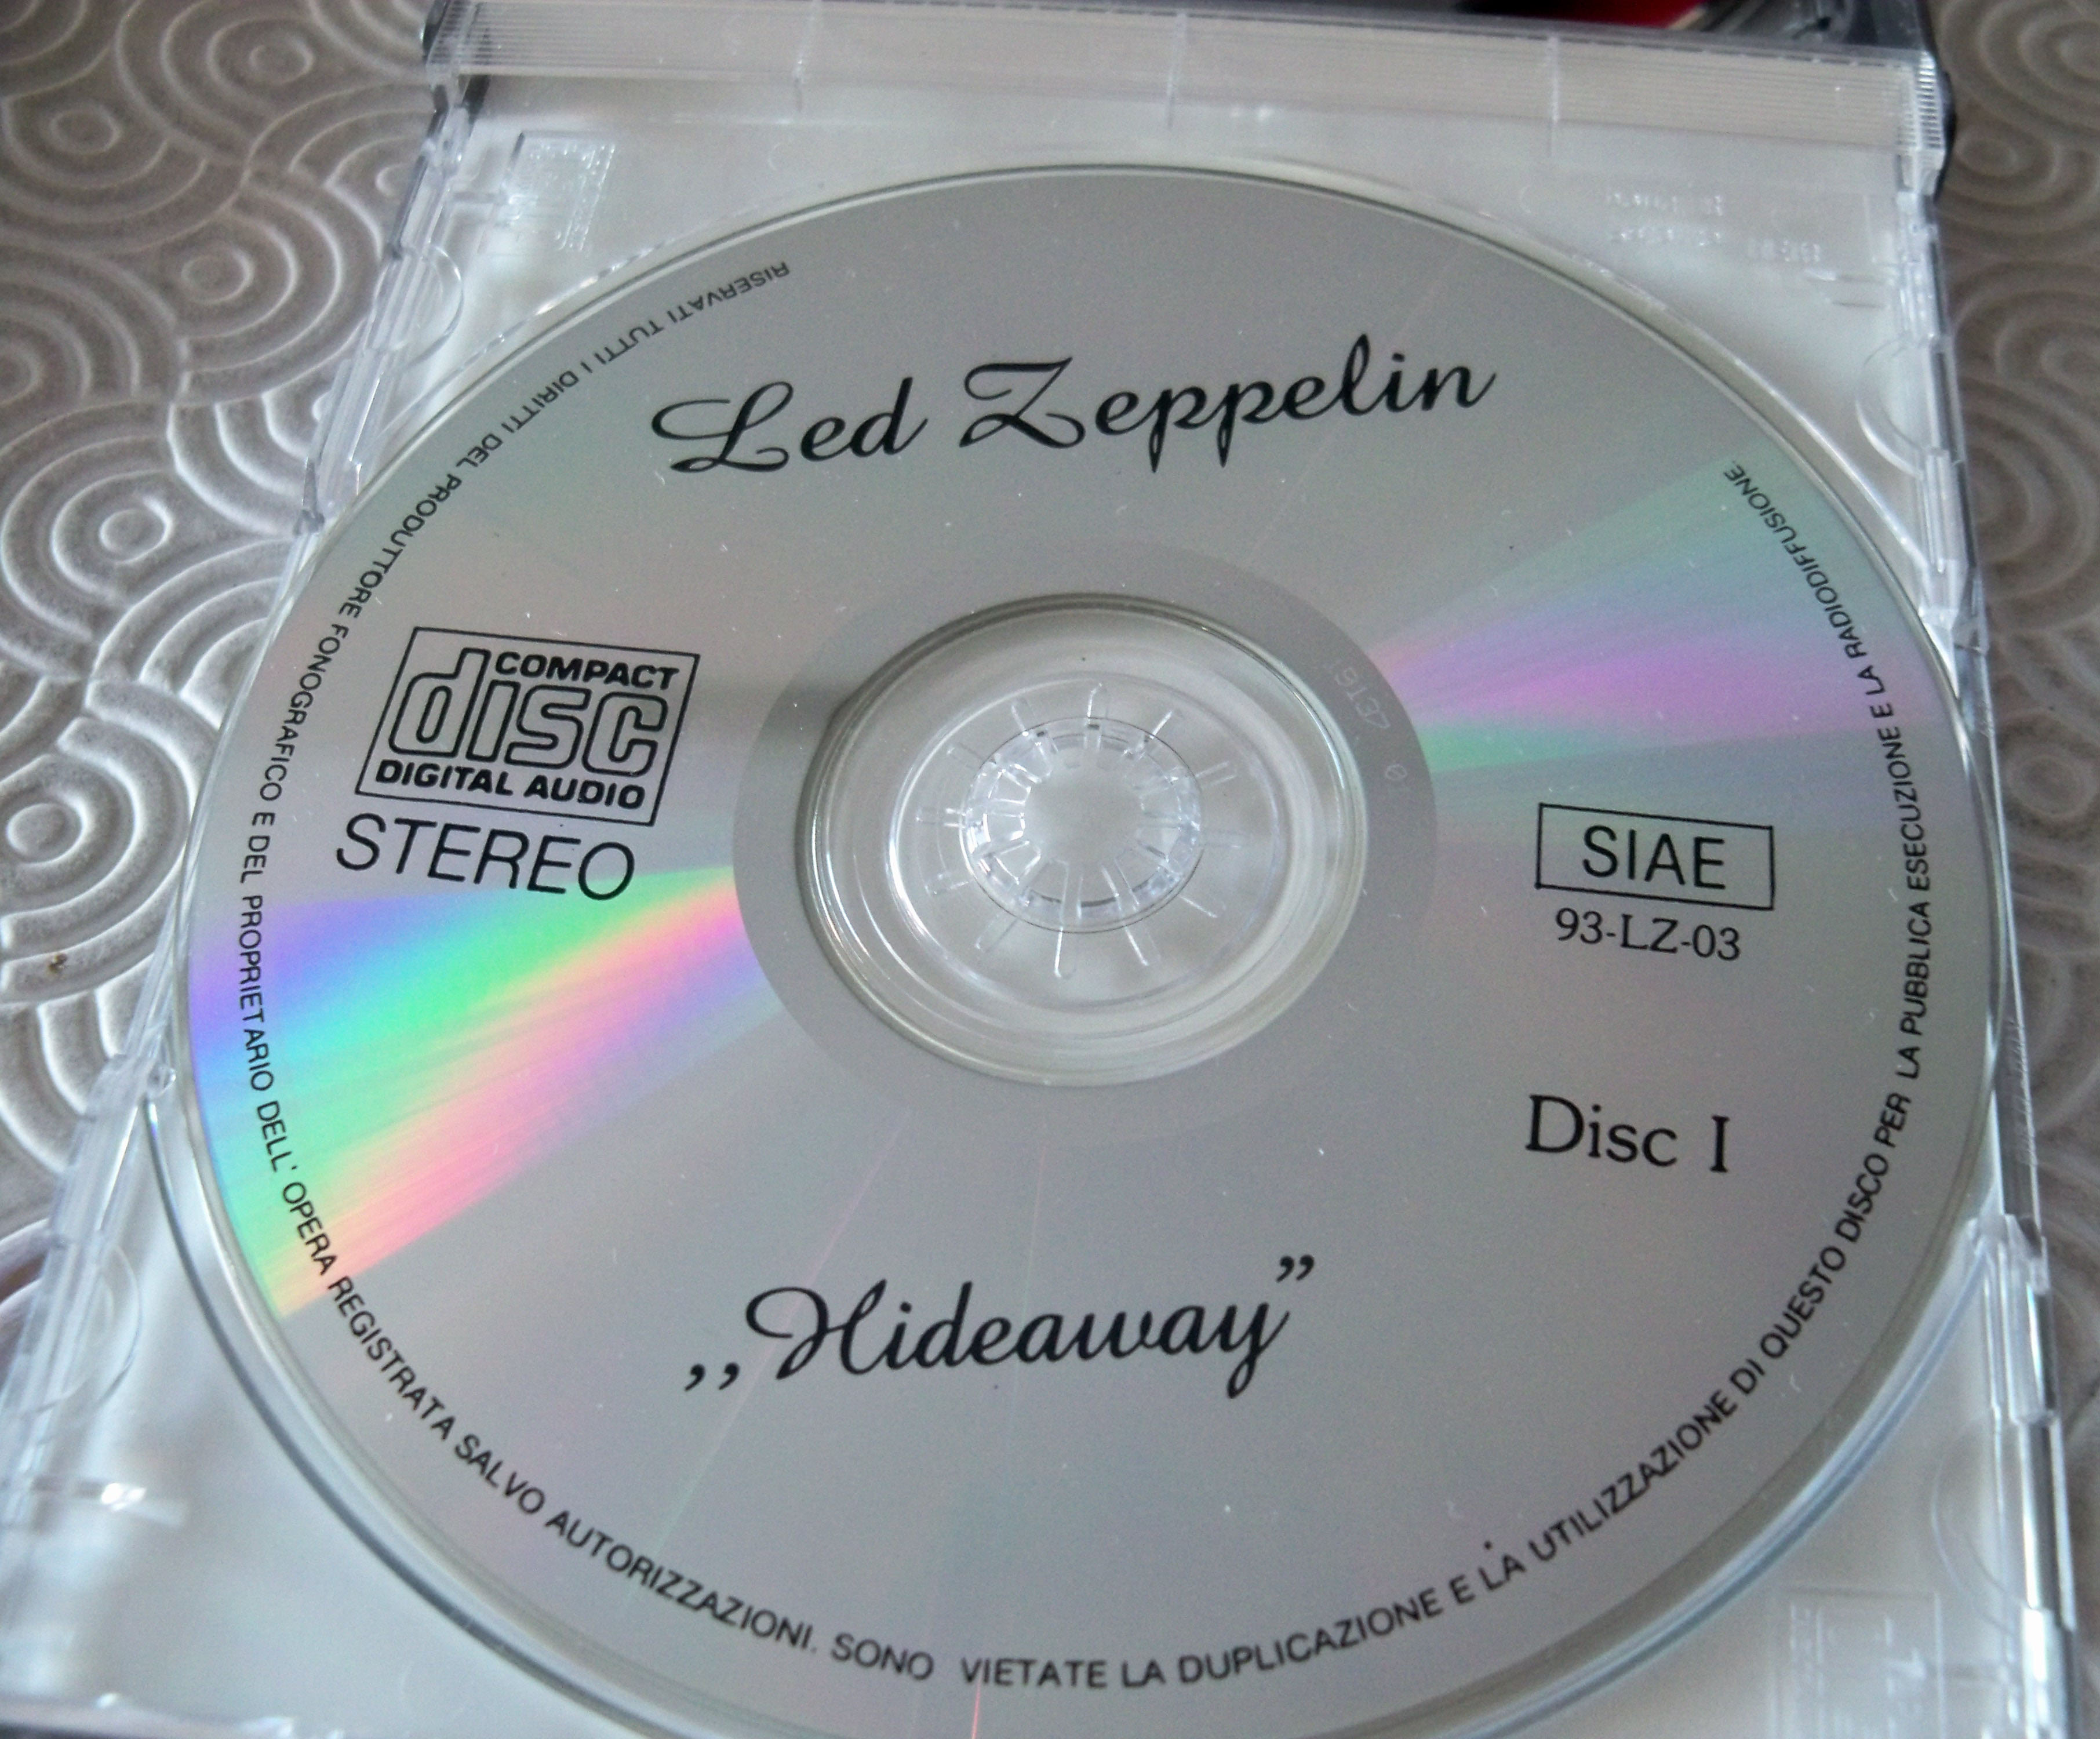 Led Zeppelin
COMPACT
disc
DIGITAL AUDIO
STEREO
SIAE
93-LZ-03
Disc I
,,Hideaway”
RISERVATI TUTTI I DIRITTI DEL PRODUTTORE FONOGRAFICO E DEL PROPRIETARIO DELL' OPERA REGISTRATA SALVO AUTORIZZAZIONI. SONO VIETATE LA DUPLICAZIONE E LA UTILIZZAZIONE DI QUESTO DISCO PER LA PUBBLICA ESECUZIONE E LA RADIODIFFUSIONE